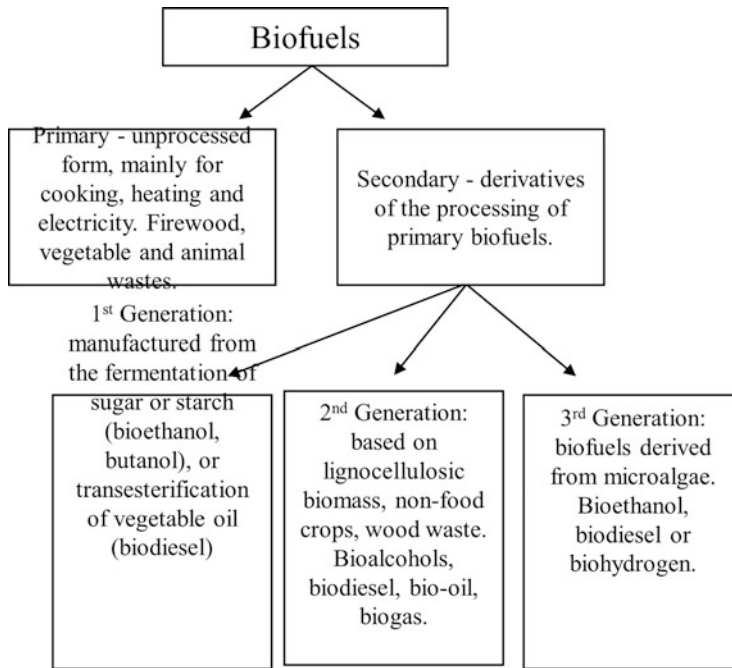 Biofuels
Primary - unprocessed
form, mainly for
cooking, heating and
electricity. Firewood,
vegetable and animal
wastes.
Secondary - derivatives
of the processing of
primary biofuels.
1st Generation:
manufactured from
the fermentation of
sugar or starch
(bioethanol,
butanol), or
transesterification
of vegetable oil
(biodiesel)
2nd Generation:
based on
lignocellulosic
biomass, non-food
crops, wood waste.
Bioalcohols,
biodiesel, bio-oil,
biogas.
3rd Generation:
biofuels derived
from microalgae.
Bioethanol,
biodiesel or
biohydrogen.